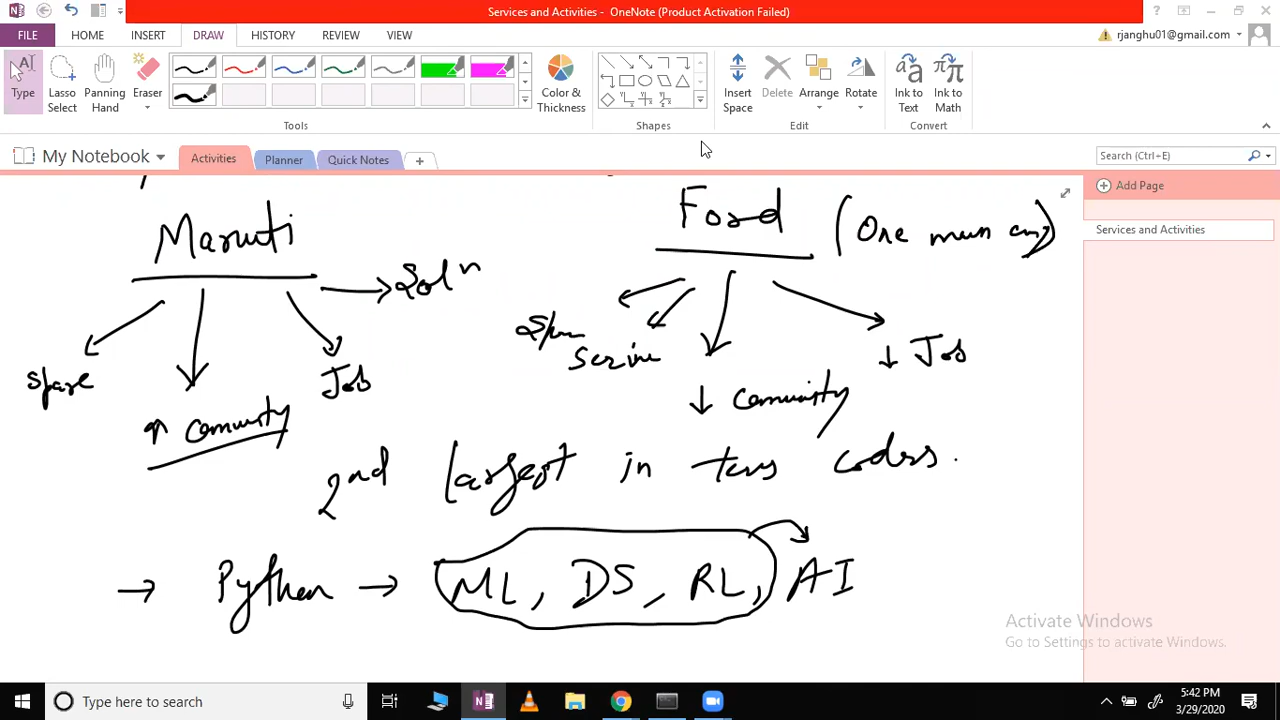 Services and Activities - OneNote (Product Activation Failed)
FILE HOME INSERT DRAW HISTORY REVIEW VIEW
rjanghu01@gmail.com
Type
Lasso Select
Panning Hand
Eraser
Color & Thickness
Insert Space
Delete
Arrange
Rotate
Ink to Text
Ink to Math
Tools Shapes Edit Convert
My Notebook Activities Planner Quick Notes
Search (Ctrl+E)
Add Page
Services and Activities
Maruti
Ford (One man
Soln
Spare
Job
↑ Community
↓ Job
↓ Community
2nd largest in coders.
→ Python → ML, DS, RL, AI
Activate Windows
Go to Settings to activate Windows.
Type here to search
5:42 PM
3/29/2020